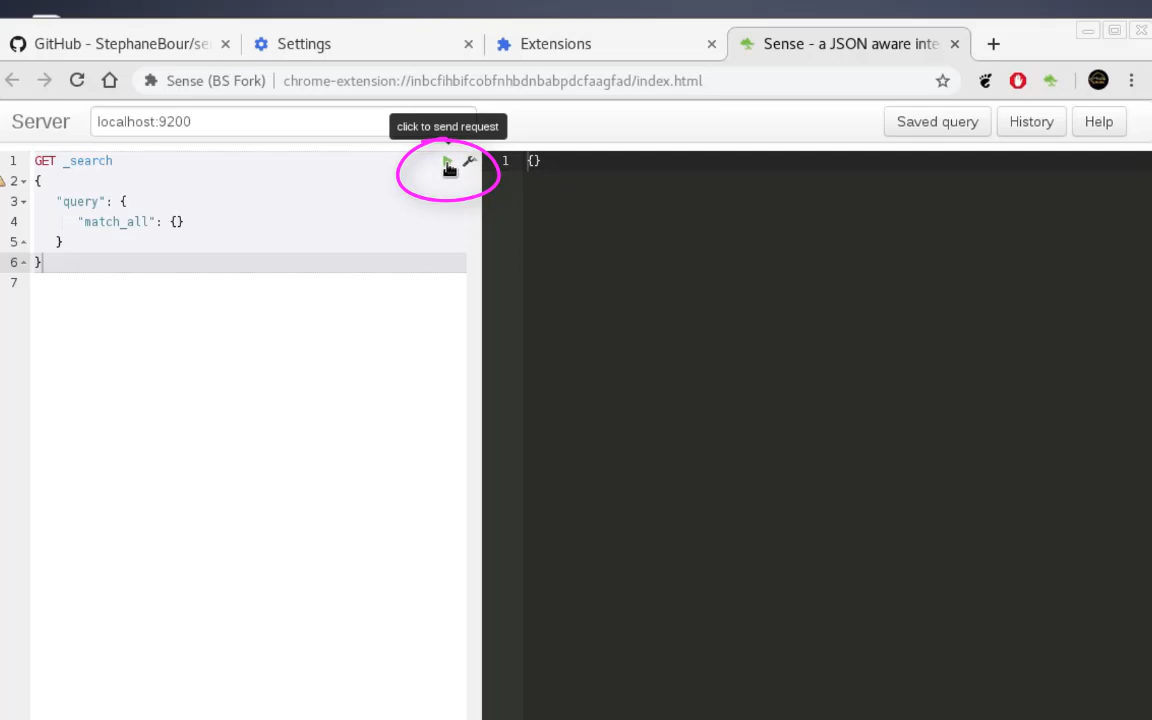 GitHub - StephaneBour/se
Settings
Extensions
Sense - a JSON aware inte
Sense (BS Fork)
chrome-extension://inbcfihbifcobfnhbdnbabpdcfaagfad/index.html
Server
localhost:9200
click to send request
Saved query
History
Help
1 GET _search
2 {
3 "query": {
4 "match_all": {}
5 }
6 }
7
1 {}